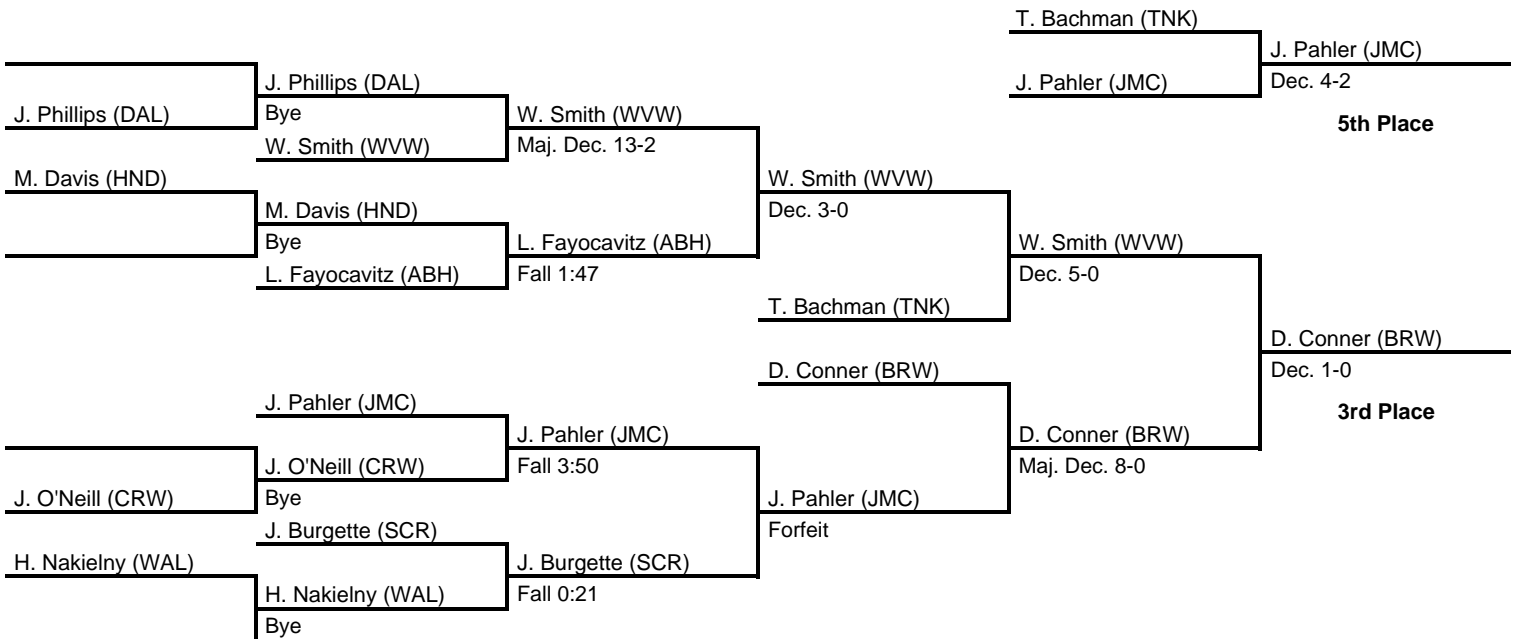 T. Bachman (TNK)
J. Pahler (JMC)
J. Phillips (DAL)
J. Pahler (JMC)
Dec. 4-2
J. Phillips (DAL)
Bye
W. Smith (WVW)
5th Place
W. Smith (WVW)
Maj. Dec. 13-2
M. Davis (HND)
W. Smith (WVW)
M. Davis (HND)
Dec. 3-0
Bye
L. Fayocavitz (ABH)
W. Smith (WVW)
L. Fayocavitz (ABH)
Fall 1:47
Dec. 5-0
T. Bachman (TNK)
D. Conner (BRW)
D. Conner (BRW)
Dec. 1-0
J. Pahler (JMC)
3rd Place
J. Pahler (JMC)
D. Conner (BRW)
J. O'Neill (CRW)
Fall 3:50
Maj. Dec. 8-0
J. O'Neill (CRW)
Bye
J. Pahler (JMC)
J. Burgette (SCR)
Forfeit
H. Nakielny (WAL)
J. Burgette (SCR)
H. Nakielny (WAL)
Fall 0:21
Bye